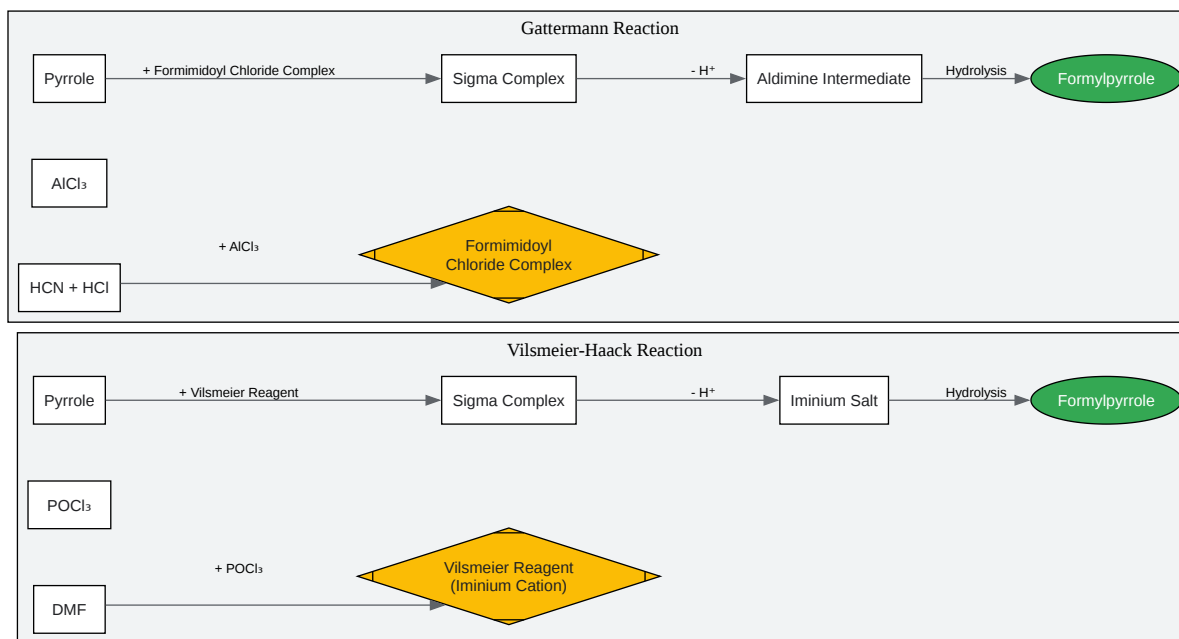 Gattermann Reaction
Pyrrole
+ Formimidoyl Chloride Complex
Sigma Complex
- H⁺
Aldimine Intermediate
Hydrolysis
Formylpyrrole
AlCl₃
+ AlCl₃
Formimidoyl
Chloride Complex
HCN + HCl
Vilsmeier-Haack Reaction
Pyrrole
+ Vilsmeier Reagent
Sigma Complex
- H⁺
Iminium Salt
Hydrolysis
Formylpyrrole
POCl₃
+ POCl₃
Vilsmeier Reagent
(Iminium Cation)
DMF